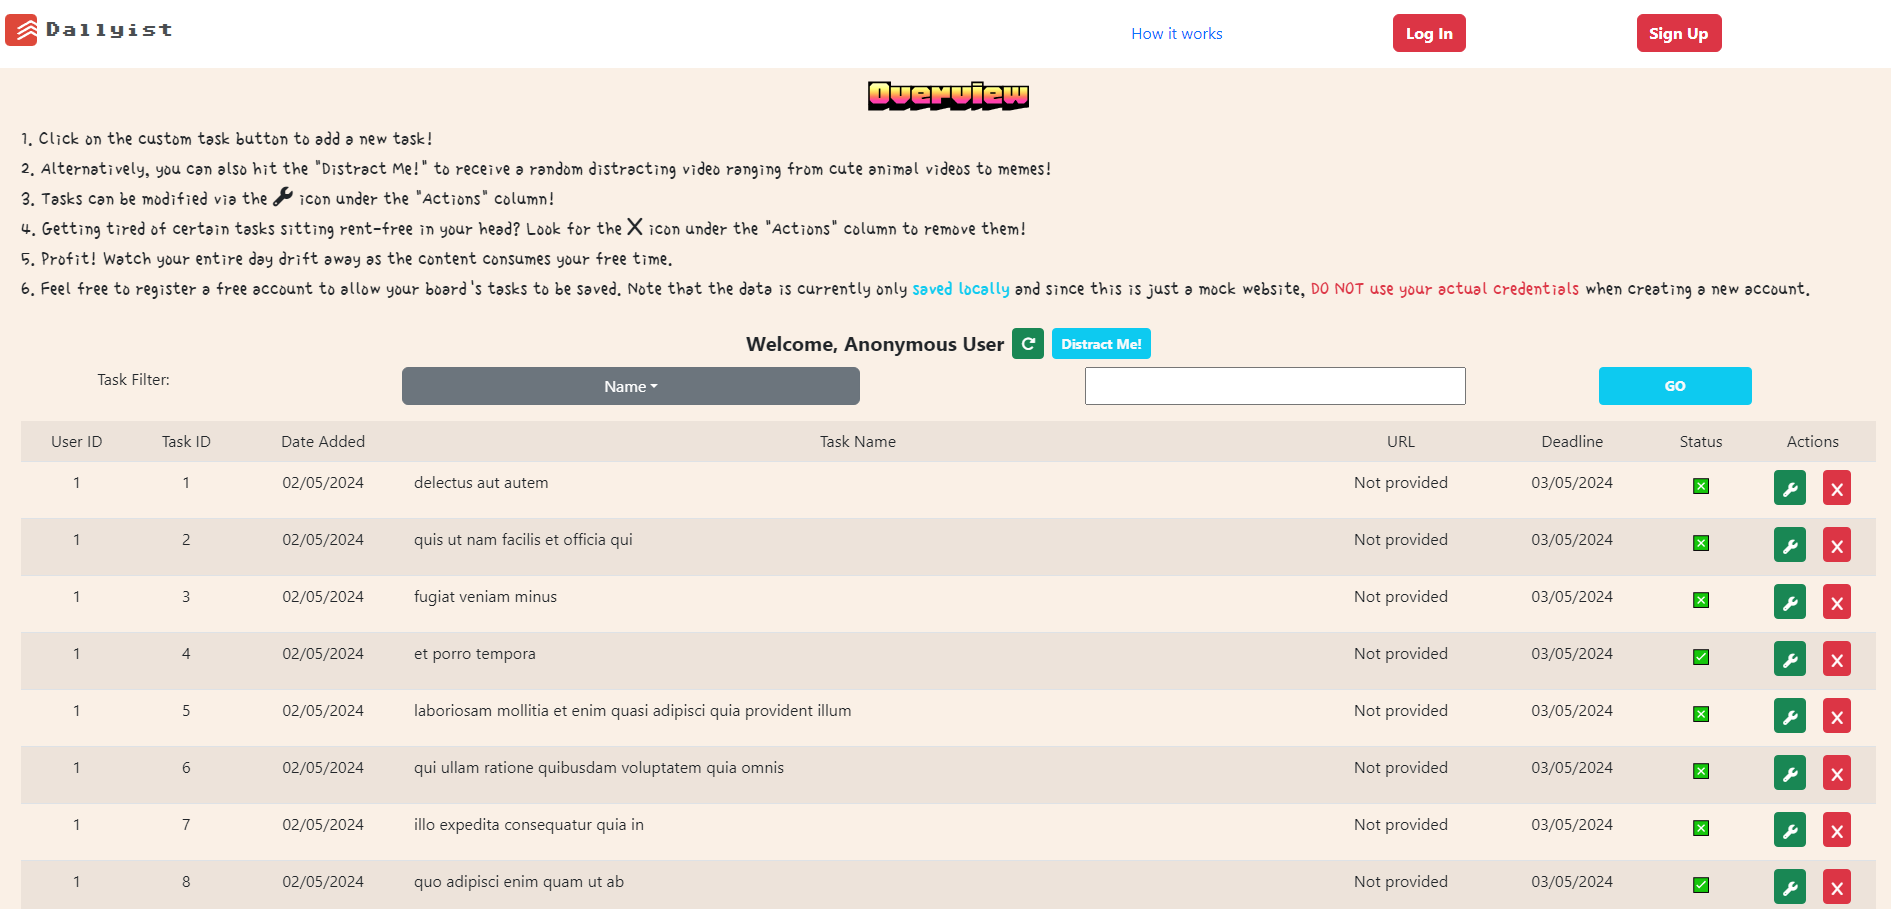 Dallyist
How it works
Log In
Sign Up
Overview
1. Click on the custom task button to add a new task!
2. Alternatively, you can also hit the "Distract Me!" to receive a random distracting video ranging from cute animal videos to memes!
3. Tasks can be modified via the icon under the "Actions" column!
4. Getting tired of certain tasks sitting rent-free in your head? Look for the X icon under the "Actions" column to remove them!
5. Profit! Watch your entire day drift away as the content consumes your free time.
6. Feel free to register a free account to allow your board's tasks to be saved. Note that the data is currently only saved locally and since this is just a mock website, DO NOT use your actual credentials when creating a new account.
Welcome, Anonymous User Distract Me!
Task Filter: Name GO
User ID Task ID Date Added Task Name URL Deadline Status Actions
1 1 02/05/2024 delectus aut autem Not provided 03/05/2024
1 2 02/05/2024 quis ut nam facilis et officia qui Not provided 03/05/2024
1 3 02/05/2024 fugiat veniam minus Not provided 03/05/2024
1 4 02/05/2024 et porro tempora Not provided 03/05/2024
1 5 02/05/2024 laboriosam mollitia et enim quasi adipisci quia provident illum Not provided 03/05/2024
1 6 02/05/2024 qui ullam ratione quibusdam voluptatem quia omnis Not provided 03/05/2024
1 7 02/05/2024 illo expedita consequatur quia in Not provided 03/05/2024
1 8 02/05/2024 quo adipisci enim quam ut ab Not provided 03/05/2024